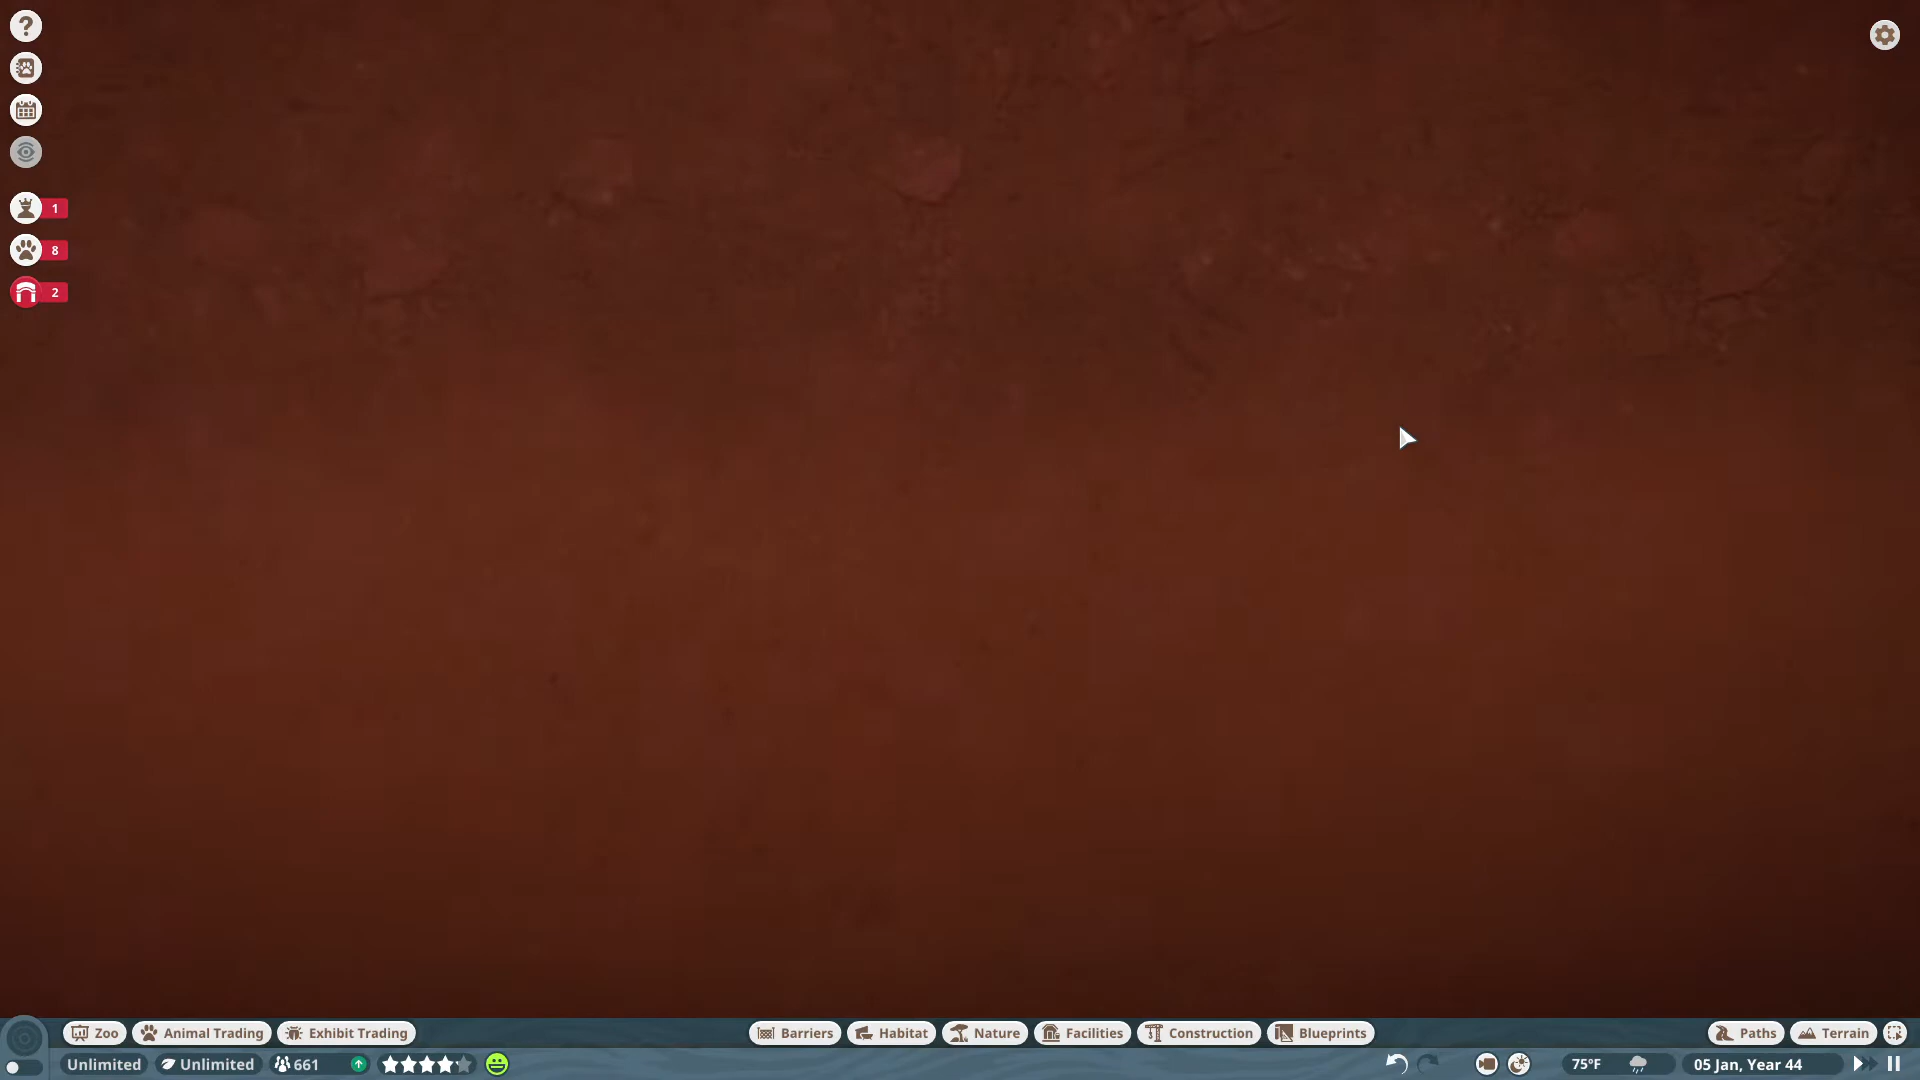 ?
1
8
2
Zoo
Animal Trading
Exhibit Trading
Barriers
Habitat
Nature
Facilities
Construction
Blueprints
Paths
Terrain
Unlimited
Unlimited
661
75°F
05 Jan, Year 44